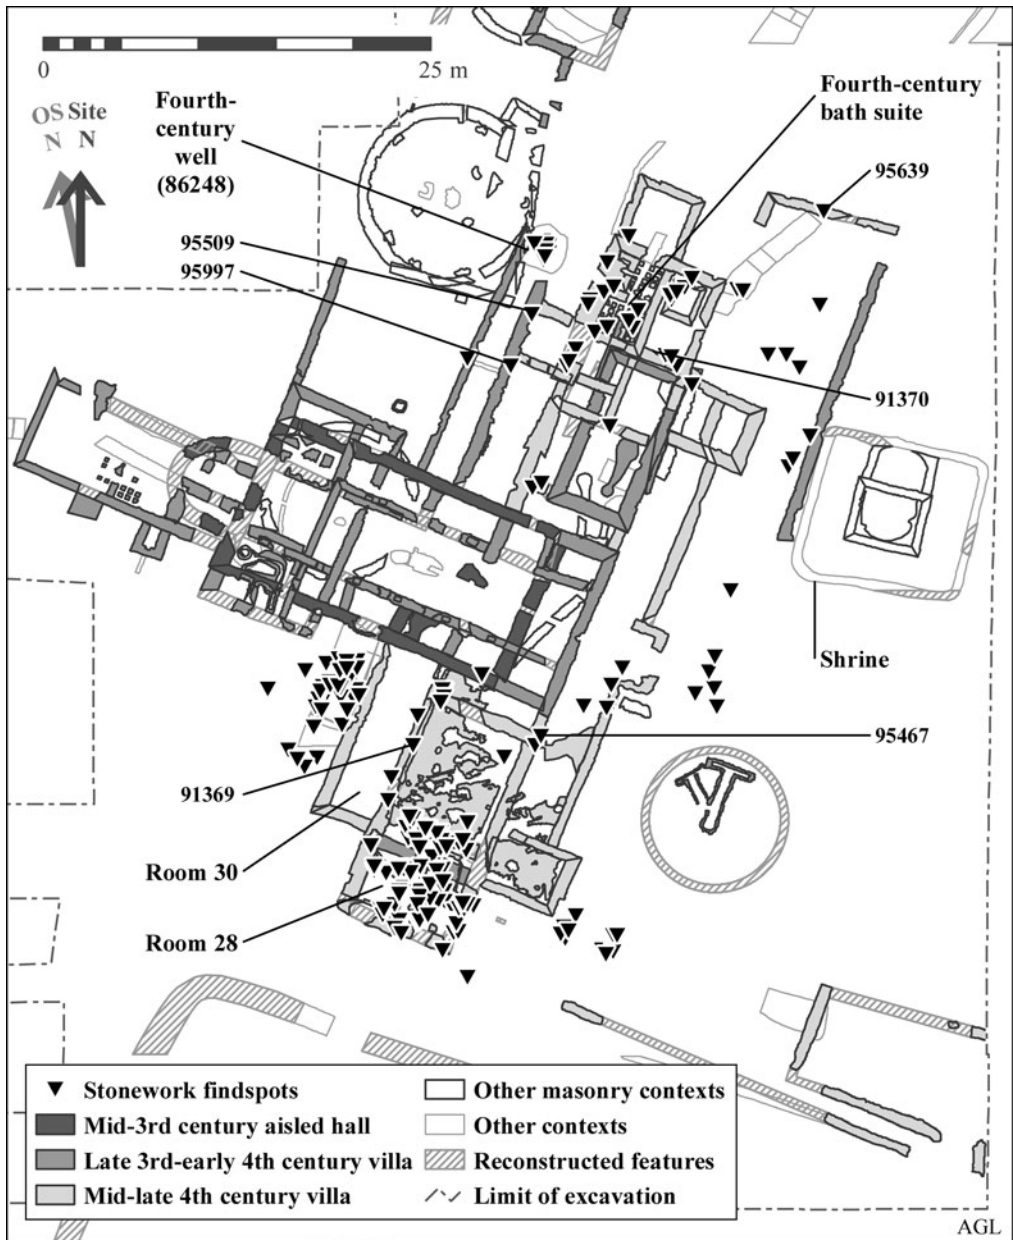 0
25 m
OS Site
N N
Fourth-
century
well
(86248)
Fourth-century
bath suite
95639
95509
95997
91370
Shrine
95467
91369
Room 30
Room 28
Stonework findspots
Mid-3rd century aisled hall
Late 3rd-early 4th century villa
Mid-late 4th century villa
Other masonry contexts
Other contexts
Reconstructed features
Limit of excavation
AGL